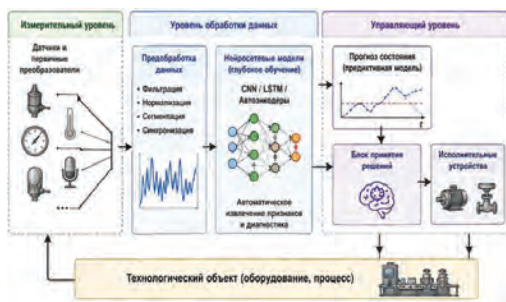 Измерительный уровень
Датчики и
первичные
преобразователи
Уровень обработки данных
Предобработка
данных
• Фильтрация
• Нормализация
• Сегментация
• Синхронизация
Нейросетевые модели
(глубокое обучение)
CNN / LSTM /
Автоэнкодеры
Автоматическое
извлечение признаков
и диагностика
Управляющий уровень
Прогноз состояния
(предиктивная модель)
t
Блок принятия
решений
Исполнительные
устройства
Технологический объект (оборудование, процесс)